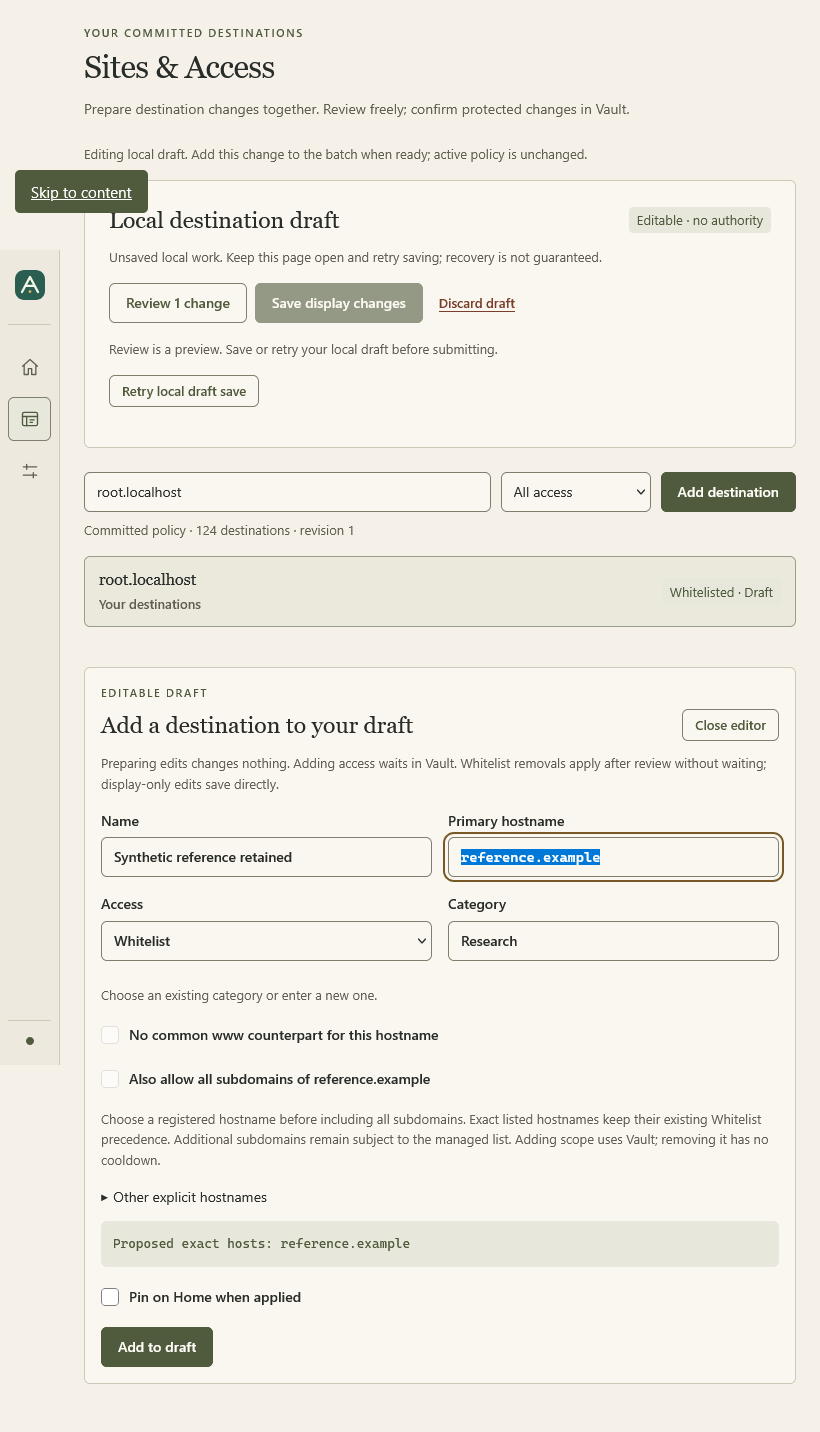 YOUR COMMITTED DESTINATIONS
Sites & Access
Prepare destination changes together. Review freely; confirm protected changes in Vault.
Editing local draft. Add this change to the batch when ready; active policy is unchanged.
Skip to content
Local destination draft
Editable · no authority
Unsaved local work. Keep this page open and retry saving; recovery is not guaranteed.
Review 1 change
Save display changes
Discard draft
Review is a preview. Save or retry your local draft before submitting.
Retry local draft save
root.localhost
All access
Add destination
Committed policy · 124 destinations · revision 1
root.localhost
Your destinations
Whitelisted · Draft
EDITABLE DRAFT
Add a destination to your draft
Close editor
Preparing edits changes nothing. Adding access waits in Vault. Whitelist removals apply after review without waiting;
display-only edits save directly.
Name
Primary hostname
Synthetic reference retained
reference.example
Access
Category
Whitelist
Research
Choose an existing category or enter a new one.
No common www counterpart for this hostname
Also allow all subdomains of reference.example
Choose a registered hostname before including all subdomains. Exact listed hostnames keep their existing Whitelist
precedence. Additional subdomains remain subject to the managed list. Adding scope uses Vault; removing it has no
cooldown.
Other explicit hostnames
Proposed exact hosts: reference.example
Pin on Home when applied
Add to draft